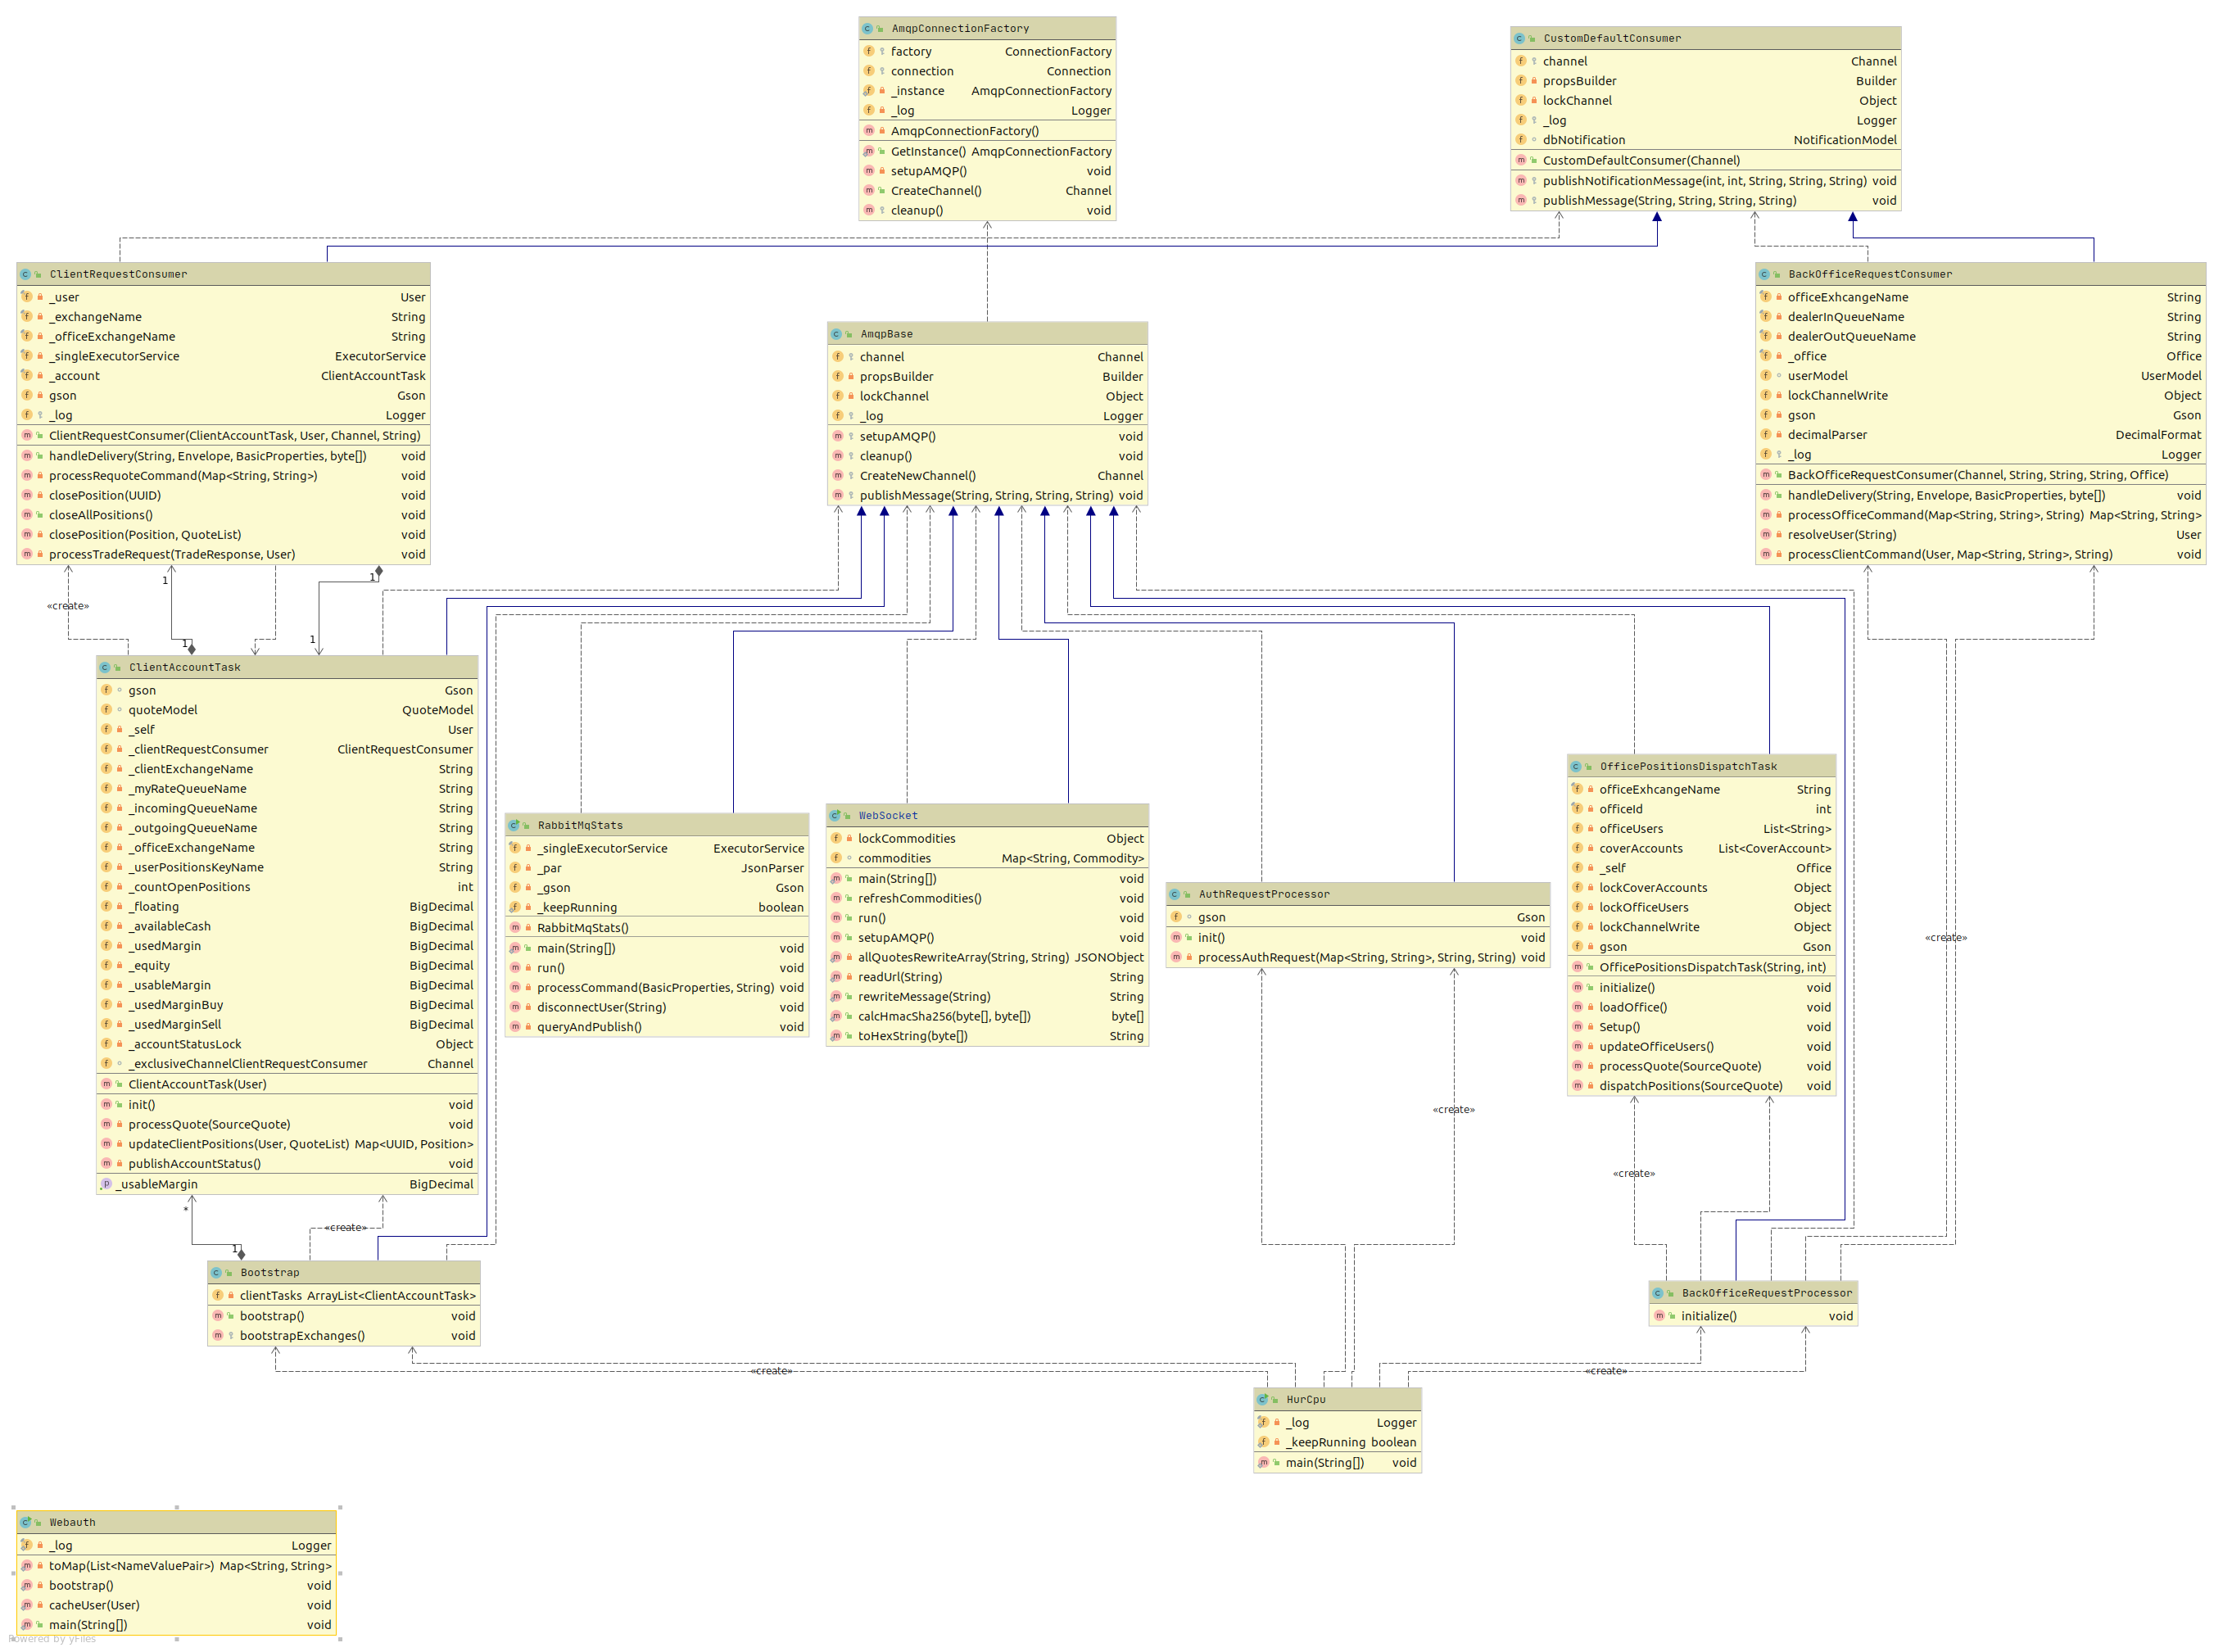 AmqpConnectionFactory
factory ConnectionFactory
connection Connection
_instance AmqpConnectionFactory
_log Logger
AmqpConnectionFactory()
GetInstance() AmqpConnectionFactory
setupAMQP() void
CreateChannel() Channel
cleanup() void
CustomDefaultConsumer
channel Channel
propsBuilder Builder
lockChannel Object
_log Logger
dbNotification NotificationModel
CustomDefaultConsumer(Channel)
publishNotificationMessage(int, int, String, String, String) void
publishMessage(String, String, String, String) void
ClientRequestConsumer
_user User
_exchangeName String
_officeExchangeName String
_singleExecutorService ExecutorService
_account ClientAccountTask
gson Gson
_log Logger
ClientRequestConsumer(ClientAccountTask, User, Channel, String)
handleDelivery(String, Envelope, BasicProperties, byte[]) void
processRequoteCommand(Map<String, String>) void
closePosition(UUID) void
closeAllPositions() void
closePosition(Position, QuoteList) void
processTradeRequest(TradeResponse, User) void
AmqpBase
channel Channel
propsBuilder Builder
lockChannel Object
_log Logger
setupAMQP() void
cleanup() void
CreateNewChannel() Channel
publishMessage(String, String, String, String) void
BackOfficeRequestConsumer
officeExhcangeName String
dealerInQueueName String
dealerOutQueueName String
_office Office
userModel UserModel
lockChannelWrite Object
gson Gson
decimalParser DecimalFormat
_log Logger
BackOfficeRequestConsumer(Channel, String, String, String, Office)
handleDelivery(String, Envelope, BasicProperties, byte[]) void
processOfficeCommand(Map<String, String>, String) Map<String, String>
resolveUser(String) User
processClientCommand(User, Map<String, String>, String) void
1
1
«create»
1
1
ClientAccountTask
gson Gson
quoteModel QuoteModel
_self User
_clientRequestConsumer ClientRequestConsumer
_clientExchangeName String
_myRateQueueName String
_incomingQueueName String
_outgoingQueueName String
_officeExchangeName String
_userPositionsKeyName String
_countOpenPositions int
_floating BigDecimal
_availableCash BigDecimal
_usedMargin BigDecimal
_equity BigDecimal
_usableMargin BigDecimal
_usedMarginBuy BigDecimal
_usedMarginSell BigDecimal
_accountStatusLock Object
_exclusiveChannelClientRequestConsumer Channel
ClientAccountTask(User)
init() void
processQuote(SourceQuote) void
updateClientPositions(User, QuoteList) Map<UUID, Position>
publishAccountStatus() void
_usableMargin BigDecimal
RabbitMqStats
_singleExecutorService ExecutorService
_par JsonParser
_gson Gson
_keepRunning boolean
RabbitMqStats()
main(String[]) void
run() void
processCommand(BasicProperties, String) void
disconnectUser(String) void
queryAndPublish() void
WebSocket
lockCommodities Object
commodities Map<String, Commodity>
main(String[]) void
refreshCommodities() void
run() void
setupAMQP() void
allQuotesRewriteArray(String, String) JSONObject
readUrl(String) String
rewriteMessage(String) String
calcHmacSha256(byte[], byte[]) byte[]
toHexString(byte[]) String
AuthRequestProcessor
gson Gson
init() void
processAuthRequest(Map<String, String>, String, String) void
OfficePositionsDispatchTask
officeExhcangeName String
officeId int
officeUsers List<String>
coverAccounts List<CoverAccount>
_self Office
lockCoverAccounts Object
lockOfficeUsers Object
lockChannelWrite Object
gson Gson
OfficePositionsDispatchTask(String, int)
initialize() void
loadOffice() void
Setup() void
updateOfficeUsers() void
processQuote(SourceQuote) void
dispatchPositions(SourceQuote) void
«create»
«create»
«create»
*
«create»
1
Bootstrap
clientTasks ArrayList<ClientAccountTask>
bootstrap() void
bootstrapExchanges() void
BackOfficeRequestProcessor
initialize() void
«create»
«create»
HurCpu
_log Logger
_keepRunning boolean
main(String[]) void
Webauth
_log Logger
toMap(List<NameValuePair>) Map<String, String>
bootstrap() void
cacheUser(User) void
main(String[]) void
Powered by yFiles